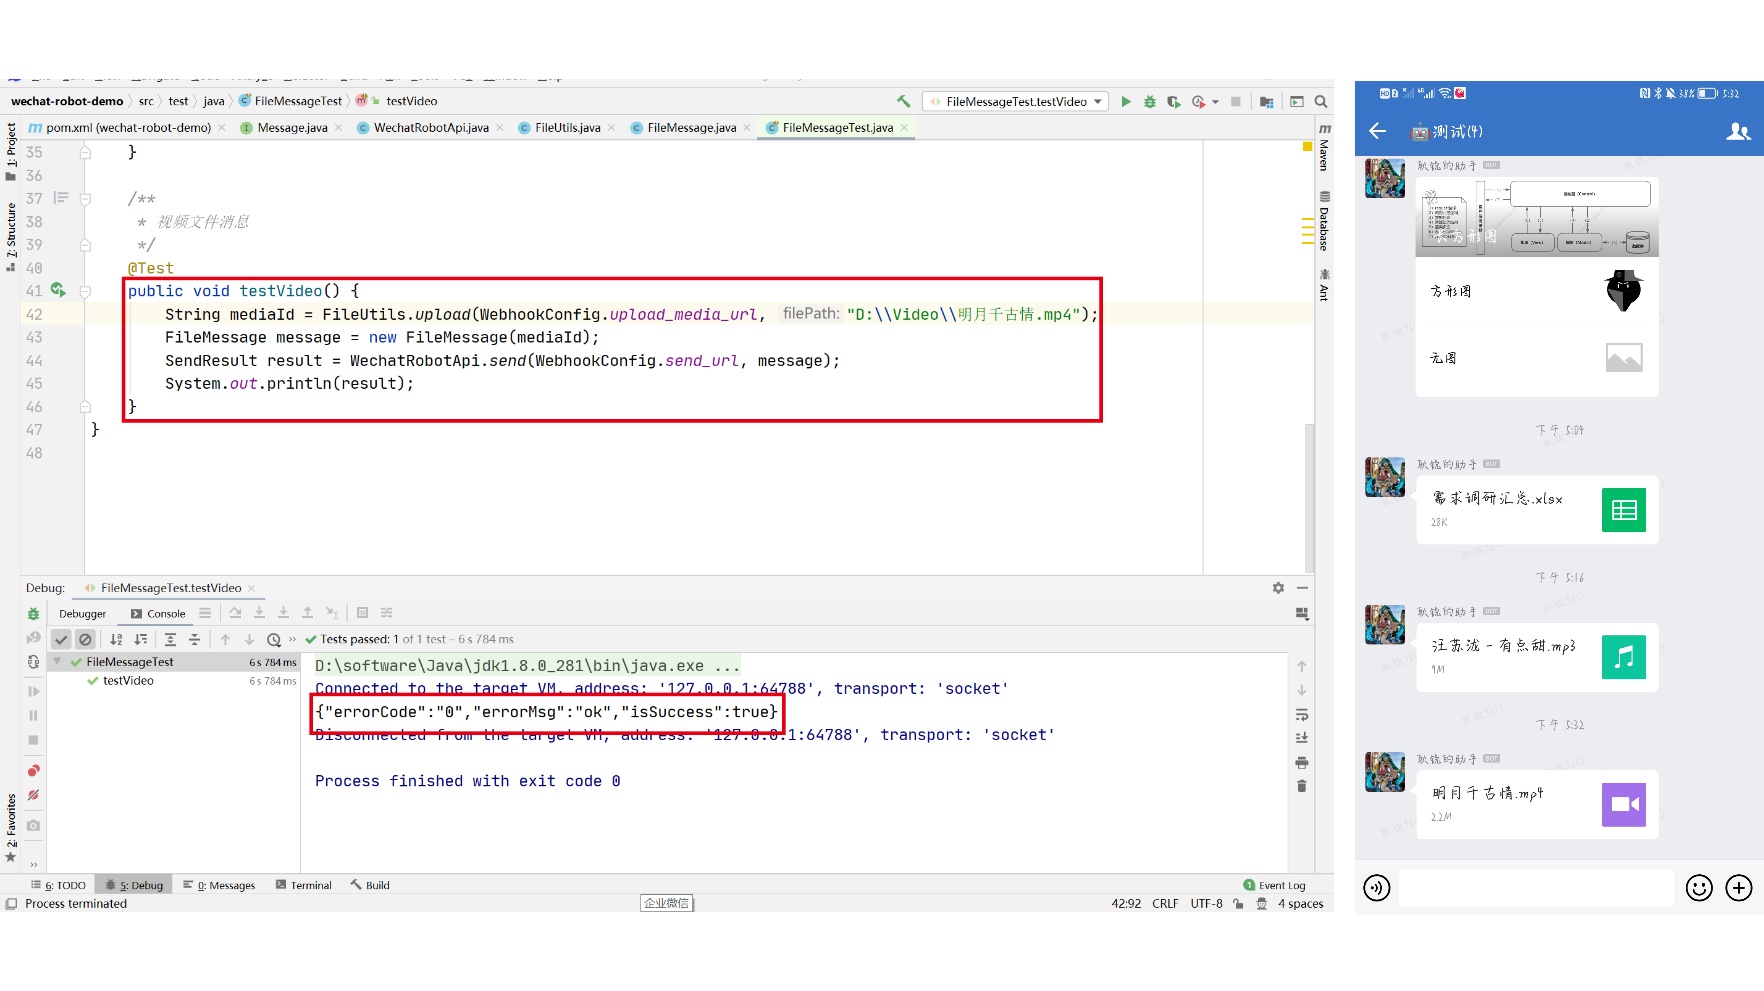 wechat-robot-demo src test java FileMessageTest testVideo
FileMessageTest.testVideo
pom.xml (wechat-robot-demo)
Message.java
WechatRobotApi.java
FileUtils.java
FileMessage.java
FileMessageTest.java
1: Project
7: Structure
2: Favorites
Maven
Database
Ant
35 }
36
37 /**
38 * 视频文件消息
39 */
40 @Test
41 public void testVideo() {
42 String mediaId = FileUtils.upload(WebhookConfig.upload_media_url, filePath: "D:\\Video\\明月千古情.mp4");
43 FileMessage message = new FileMessage(mediaId);
44 SendResult result = WechatRobotApi.send(WebhookConfig.send_url, message);
45 System.out.println(result);
46 }
47 }
48
Debug: FileMessageTest.testVideo
Debugger Console
Tests passed: 1 of 1 test – 6 s 784 ms
FileMessageTest 6 s 784 ms
testVideo 6 s 784 ms
D:\software\Java\jdk1.8.0_281\bin\java.exe ...
Connected to the target VM, address: '127.0.0.1:64788', transport: 'socket'
{"errorCode":"0","errorMsg":"ok","isSuccess":true}
Disconnected from the target VM, address: '127.0.0.1:64788', transport: 'socket'
Process finished with exit code 0
6: TODO 5: Debug 0: Messages Terminal Build
1 Event Log
Process terminated
企业微信
42:92 CRLF UTF-8 4 spaces
38% 5:32
测试(4)
的助手 BOT
长方形图
方形图
无图
下午 5:04
的助手 BOT
需求调研汇总.xlsx
28K
下午 5:16
的助手 BOT
汪苏泷 - 有点甜.mp3
9M
下午 5:32
的助手 BOT
明月千古情.mp4
2.2M